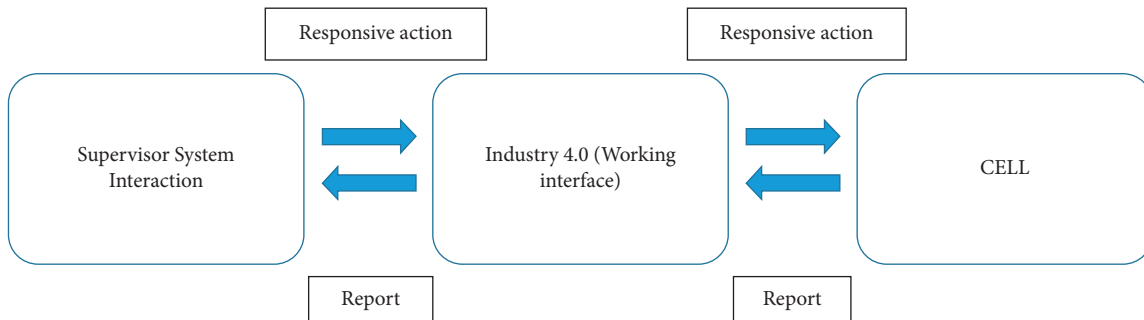 Responsive action
Responsive action
Supervisor System
Interaction
Industry 4.0 (Working
interface)
CELL
Report
Report